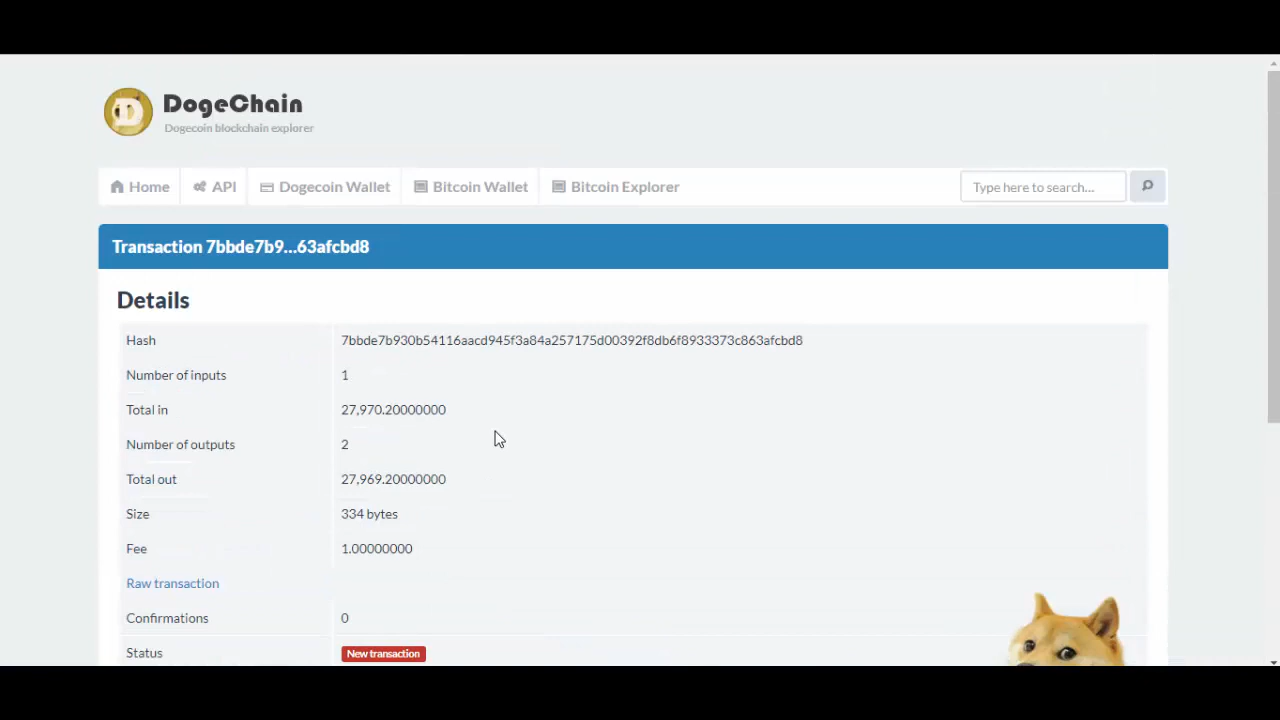 DogeChain
Dogecoin blockchain explorer
Home API Dogecoin Wallet Bitcoin Wallet Bitcoin Explorer Type here to search...
Transaction 7bbde7b9...63afcbd8
Details
Hash 7bbde7b930b54116aacd945f3a84a257175d00392f8db6f8933373c863afcbd8
Number of inputs 1
Total in 27,970.20000000
Number of outputs 2
Total out 27,969.20000000
Size 334 bytes
Fee 1.00000000
Raw transaction
Confirmations 0
Status New transaction